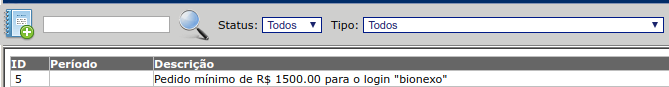 Status: Todos Tipo: Todos
ID Período Descrição
5 Pedido mínimo de R$ 1500.00 para o login "bionexo"